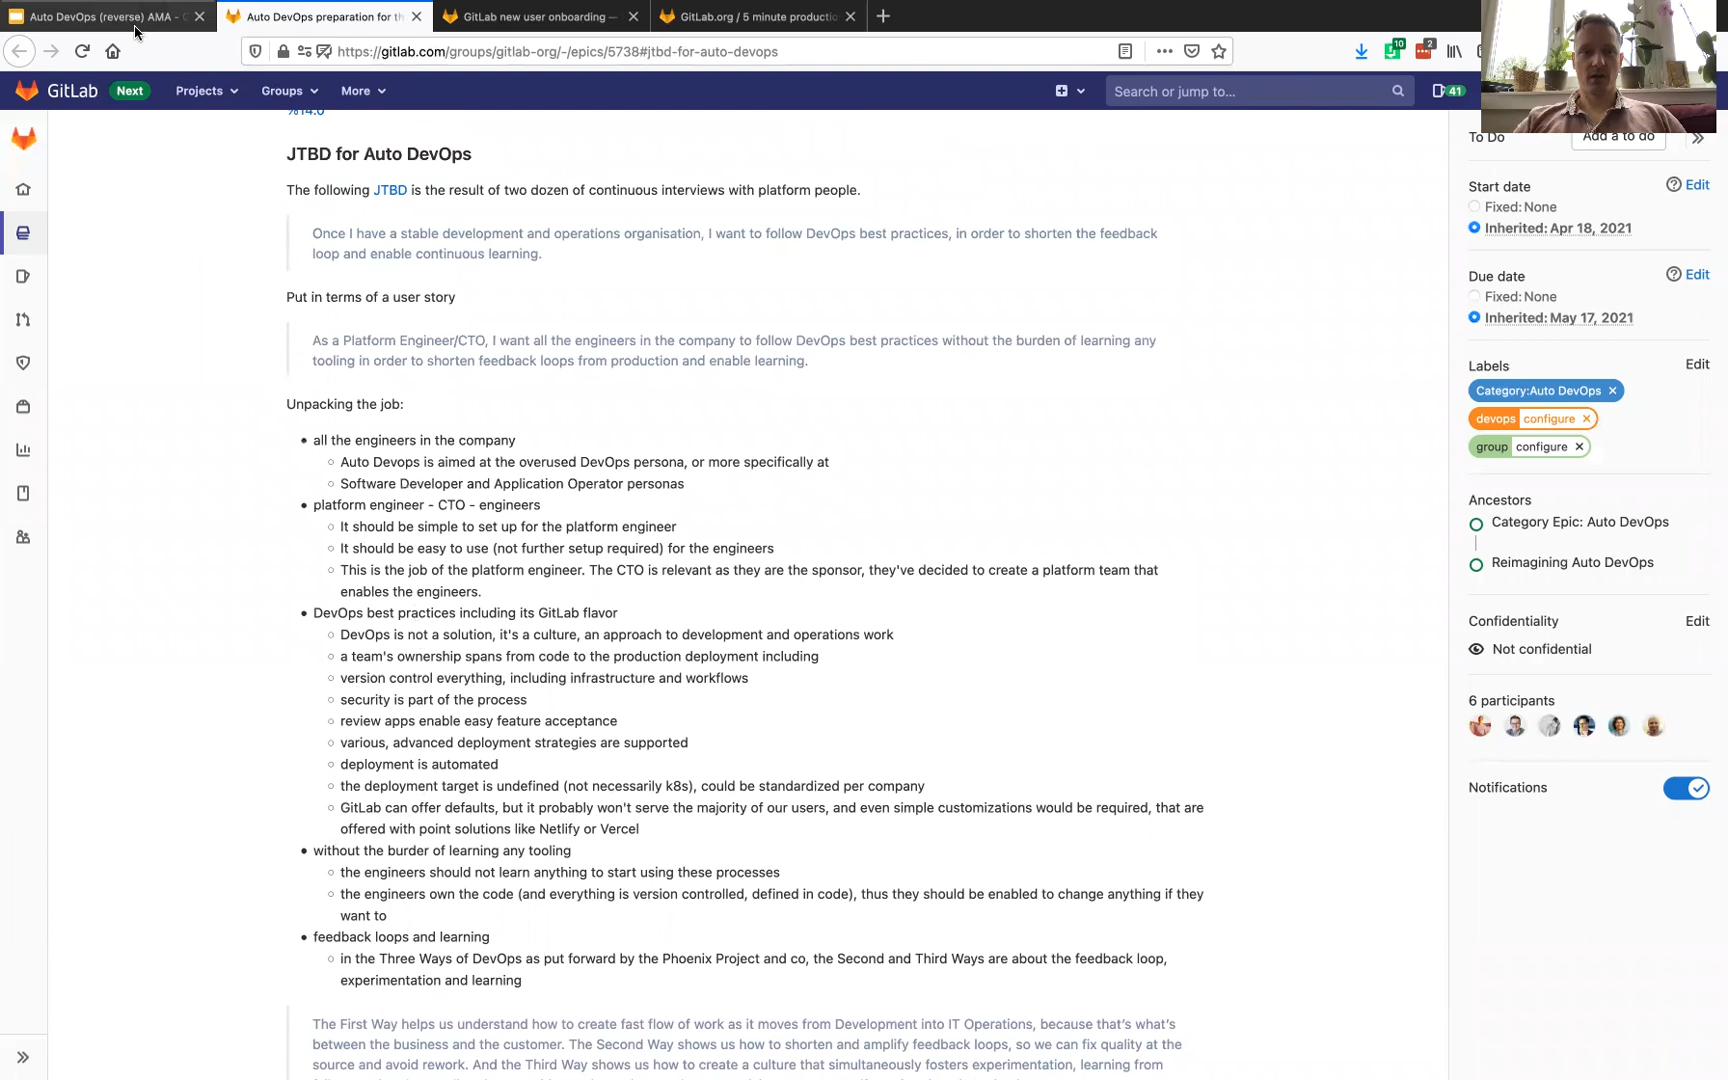 Auto DevOps (reverse) AMA -
Auto DevOps preparation for th
GitLab new user onboarding —
GitLab.org / 5 minute producti
https://gitlab.com/groups/gitlab-org/-/epics/5738#jtbd-for-auto-devops
10
2
GitLab
Next
Projects
Groups
More
Search or jump to...
41
%14.0
JTBD for Auto DevOps
The following JTBD is the result of two dozen of continuous interviews with platform people.
Once I have a stable development and operations organisation, I want to follow DevOps best practices, in order to shorten the feedback
loop and enable continuous learning.
Put in terms of a user story
As a Platform Engineer/CTO, I want all the engineers in the company to follow DevOps best practices without the burden of learning any
tooling in order to shorten feedback loops from production and enable learning.
Unpacking the job:
all the engineers in the company
Auto Devops is aimed at the overused DevOps persona, or more specifically at
Software Developer and Application Operator personas
platform engineer - CTO - engineers
It should be simple to set up for the platform engineer
It should be easy to use (not further setup required) for the engineers
This is the job of the platform engineer. The CTO is relevant as they are the sponsor, they've decided to create a platform team that
enables the engineers.
DevOps best practices including its GitLab flavor
DevOps is not a solution, it's a culture, an approach to development and operations work
a team's ownership spans from code to the production deployment including
version control everything, including infrastructure and workflows
security is part of the process
review apps enable easy feature acceptance
various, advanced deployment strategies are supported
deployment is automated
the deployment target is undefined (not necessarily k8s), could be standardized per company
GitLab can offer defaults, but it probably won't serve the majority of our users, and even simple customizations would be required, that are
offered with point solutions like Netlify or Vercel
without the burder of learning any tooling
the engineers should not learn anything to start using these processes
the engineers own the code (and everything is version controlled, defined in code), thus they should be enabled to change anything if they
want to
feedback loops and learning
in the Three Ways of DevOps as put forward by the Phoenix Project and co, the Second and Third Ways are about the feedback loop,
experimentation and learning
The First Way helps us understand how to create fast flow of work as it moves from Development into IT Operations, because that's what's
between the business and the customer. The Second Way shows us how to shorten and amplify feedback loops, so we can fix quality at the
source and avoid rework. And the Third Way shows us how to create a culture that simultaneously fosters experimentation, learning from
To Do
Add a to do
Start date
Edit
Fixed: None
Inherited: Apr 18, 2021
Due date
Edit
Fixed: None
Inherited: May 17, 2021
Labels
Edit
Category:Auto DevOps
devops configure
group configure
Ancestors
Category Epic: Auto DevOps
Reimagining Auto DevOps
Confidentiality
Edit
Not confidential
6 participants
Notifications